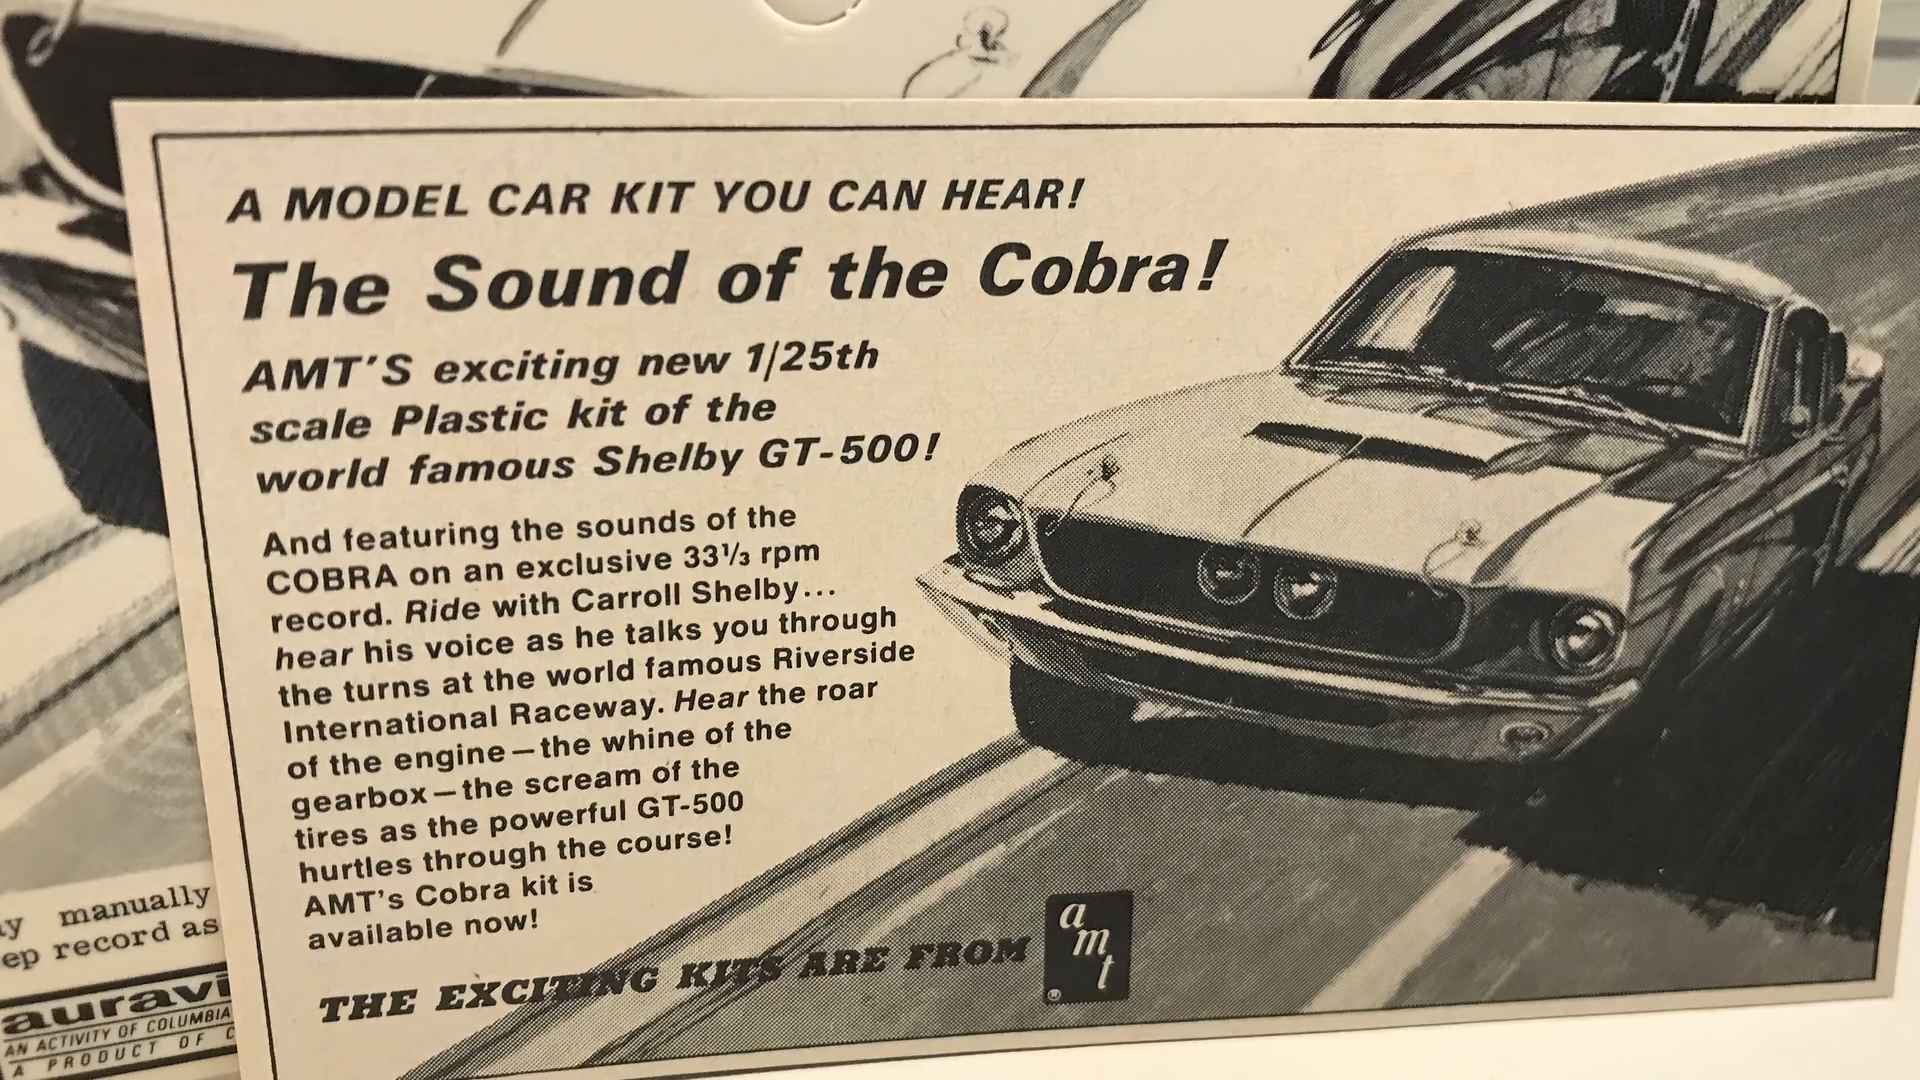 A MODEL CAR KIT YOU CAN HEAR!
The Sound of the Cobra!
AMT'S exciting new 1/25th
scale Plastic kit of the
world famous Shelby GT-500!
And featuring the sounds of the
COBRA on an exclusive 33⅓ rpm
record. Ride with Carroll Shelby...
hear his voice as he talks you through
the turns at the world famous Riverside
International Raceway. Hear the roar
of the engine—the whine of the
gearbox—the scream of the
tires as the powerful GT-500
hurtles through the course!
AMT's Cobra kit is
available now!
THE EXCITING KITS ARE FROM
amt
®
manually
record as
AN ACTIVITY OF COLUMBIA
A PRODUCT OF